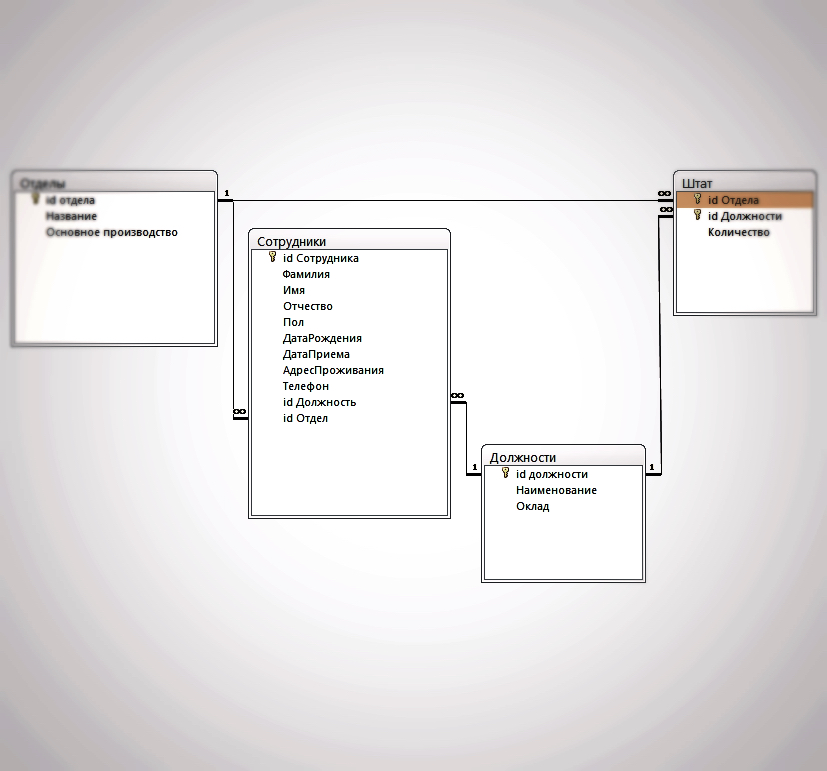 Отделы
id отдела
Название
Основное производство
1
∞
∞
Штат
id Отдела
id Должности
Количество
Сотрудники
id Сотрудника
Фамилия
Имя
Отчество
Пол
ДатаРождения
ДатаПриема
АдресПроживания
Телефон
id Должность
id Отдел
∞
∞
1
Должности
id должности
Наименование
Оклад
1